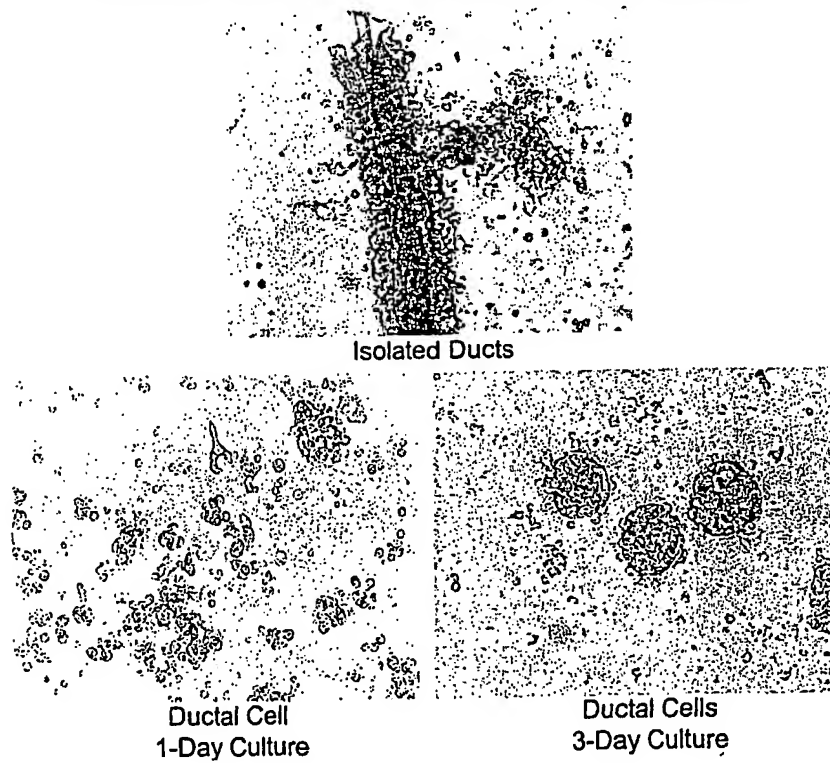 Isolated Ducts
Ductal Cell
1-Day Culture
Ductal Cells
3-Day Culture